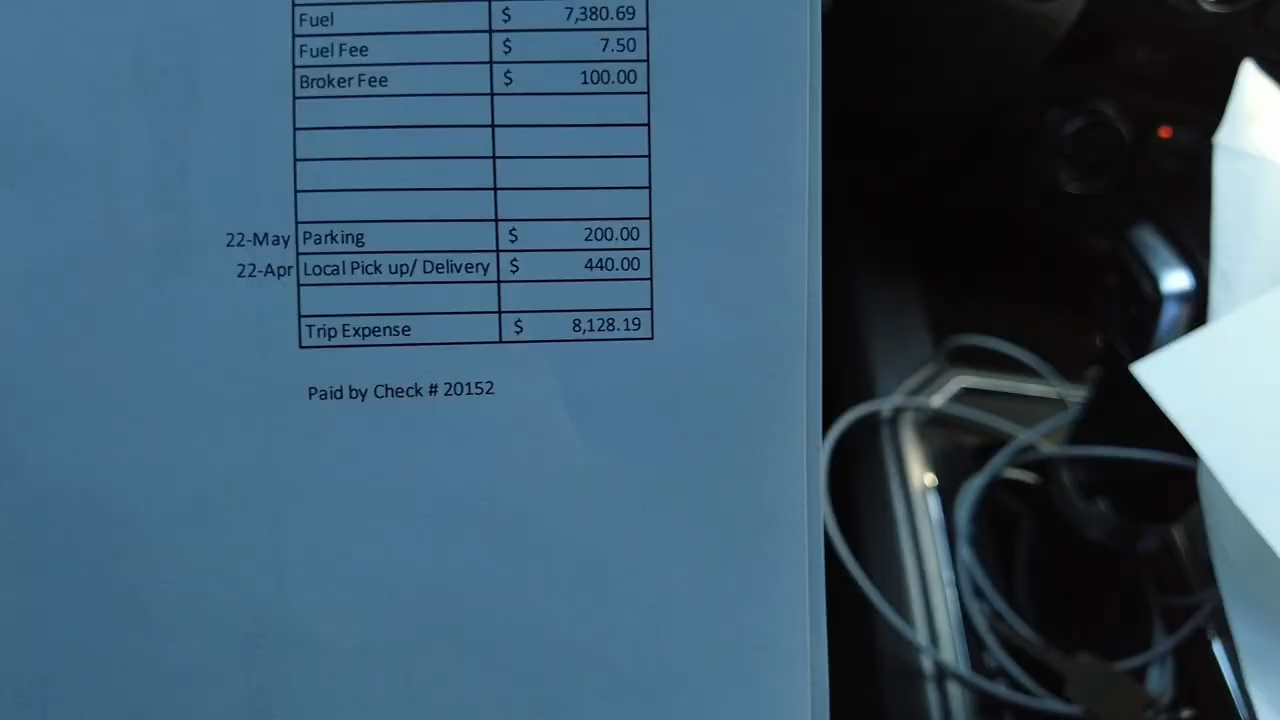 Fuel $ 7,380.69
Fuel Fee $ 7.50
Broker Fee $ 100.00
22-May Parking $ 200.00
22-Apr Local Pick up/ Delivery $ 440.00
Trip Expense $ 8,128.19
Paid by Check # 20152